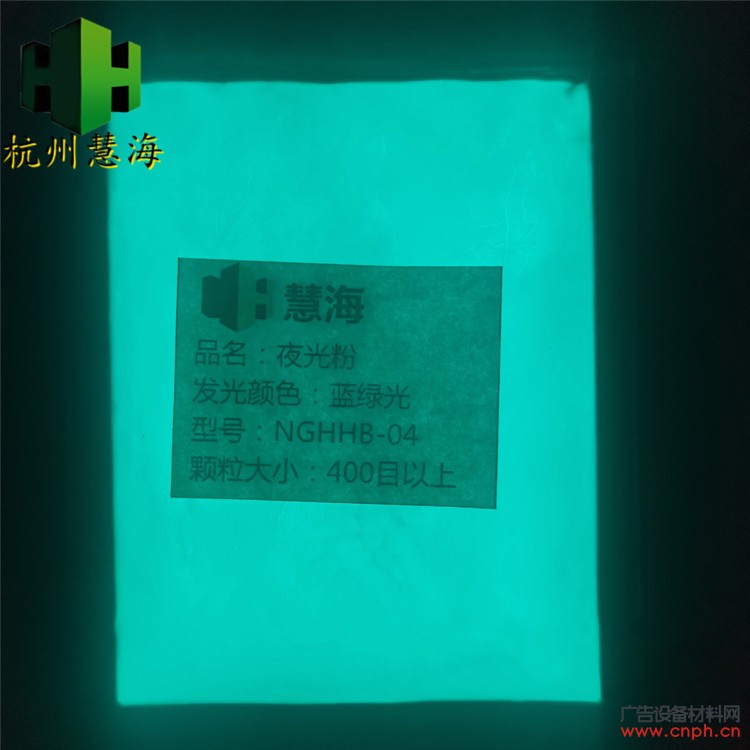 杭州慧海
慧海
品名：夜光粉
发光颜色：蓝绿光
型号：NGHHB-04
颗粒大小：400目以上
广告设备材料网
www.cnph.cn